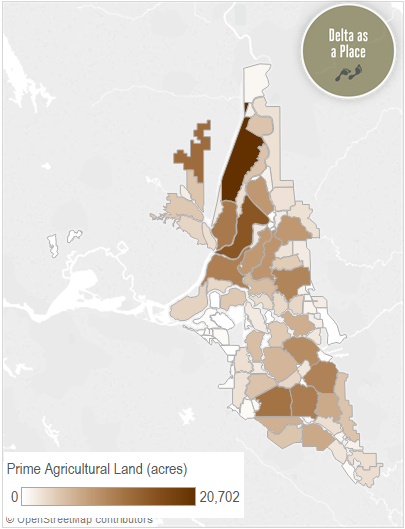 Delta as
a Place
Prime Agricultural Land (acres)
0 20,702
© OpenStreetMap contributors